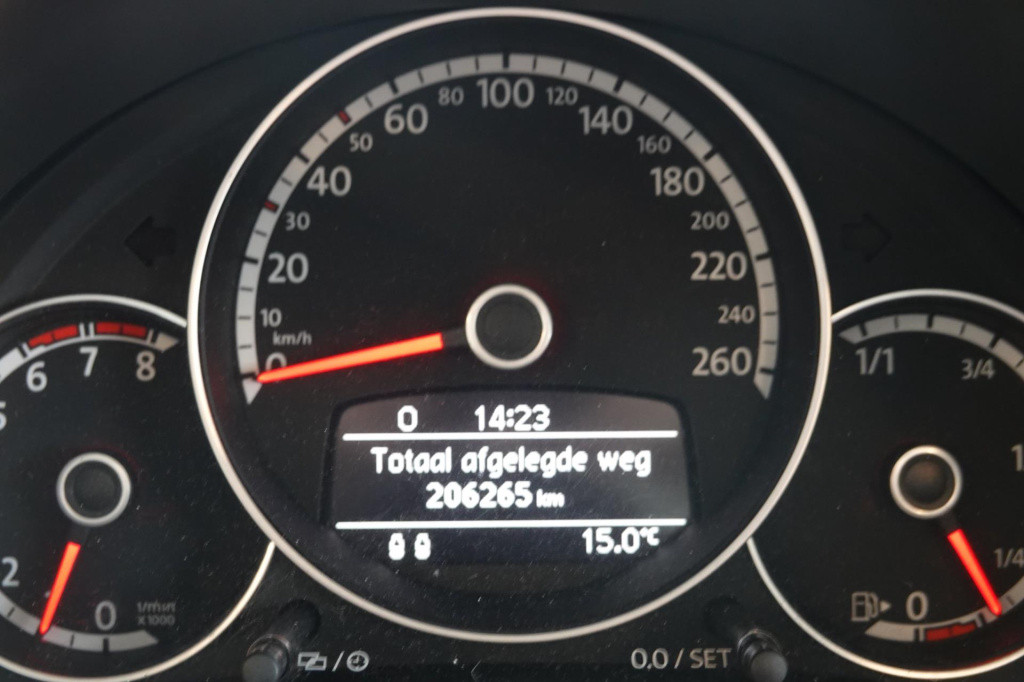 80 100 120
60 140
50 160
40 180
30 200
20 220
10 240
km/h
0 260
5 6 7 8
2 1 0 1/min
X1000
0 14:23
Totaal afgelegde weg
206265 km
15.0°C
1/1 3/4
1/4
0
0.0 / SET